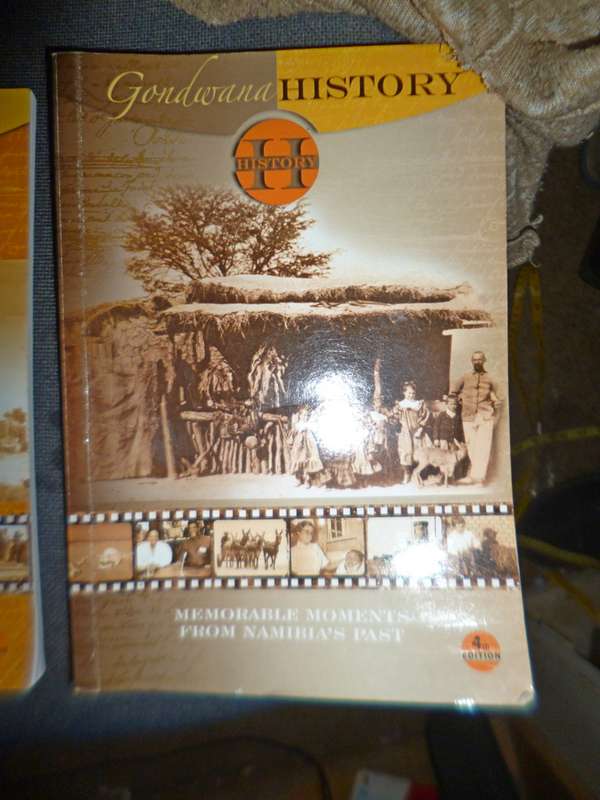 Gondwana HISTORY
H
HISTORY
MEMORABLE MOMENTS
FROM NAMIBIA'S PAST
4TH
EDITION